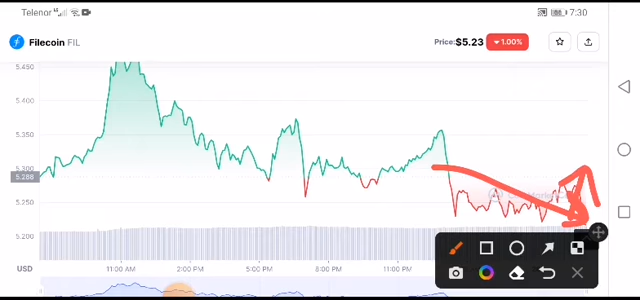 Telenor 7:30
Filecoin FIL Price:$5.23 ▼1.00%
5.450
5.400
5.350
5.300
5.286
5.250
5.200
USD 11:00 AM 2:00 PM 5:00 PM 8:00 PM 11:00 PM